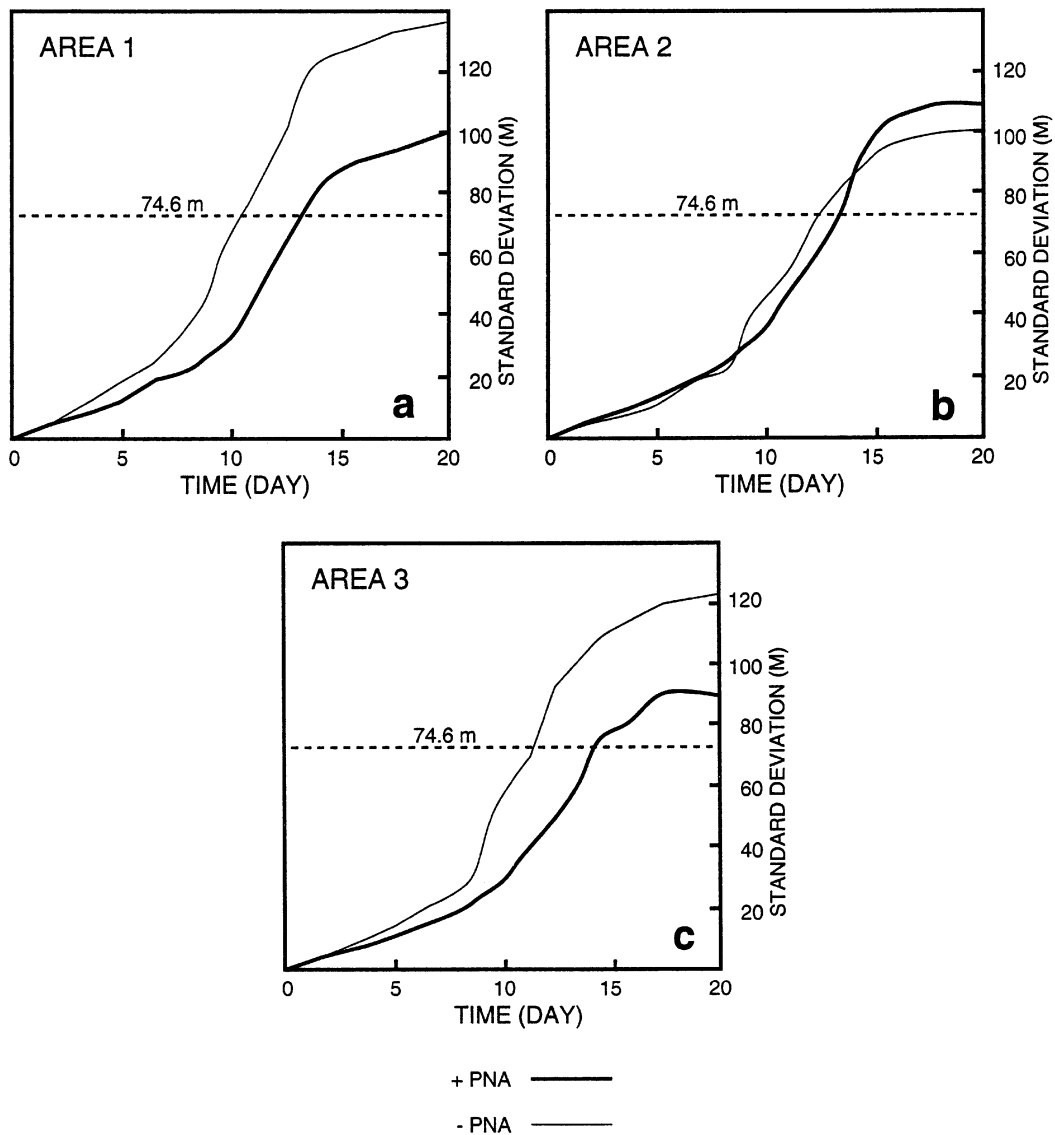 AREA 1
74.6 m
120
100
80
60
40
20
STANDARD DEVIATION (M)
a
0 5 10 15 20
TIME (DAY)
AREA 2
74.6 m
120
100
80
60
40
20
STANDARD DEVIATION (M)
b
0 5 10 15 20
TIME (DAY)
AREA 3
74.6 m
120
100
80
60
40
20
STANDARD DEVIATION (M)
c
0 5 10 15 20
TIME (DAY)
+ PNA
- PNA